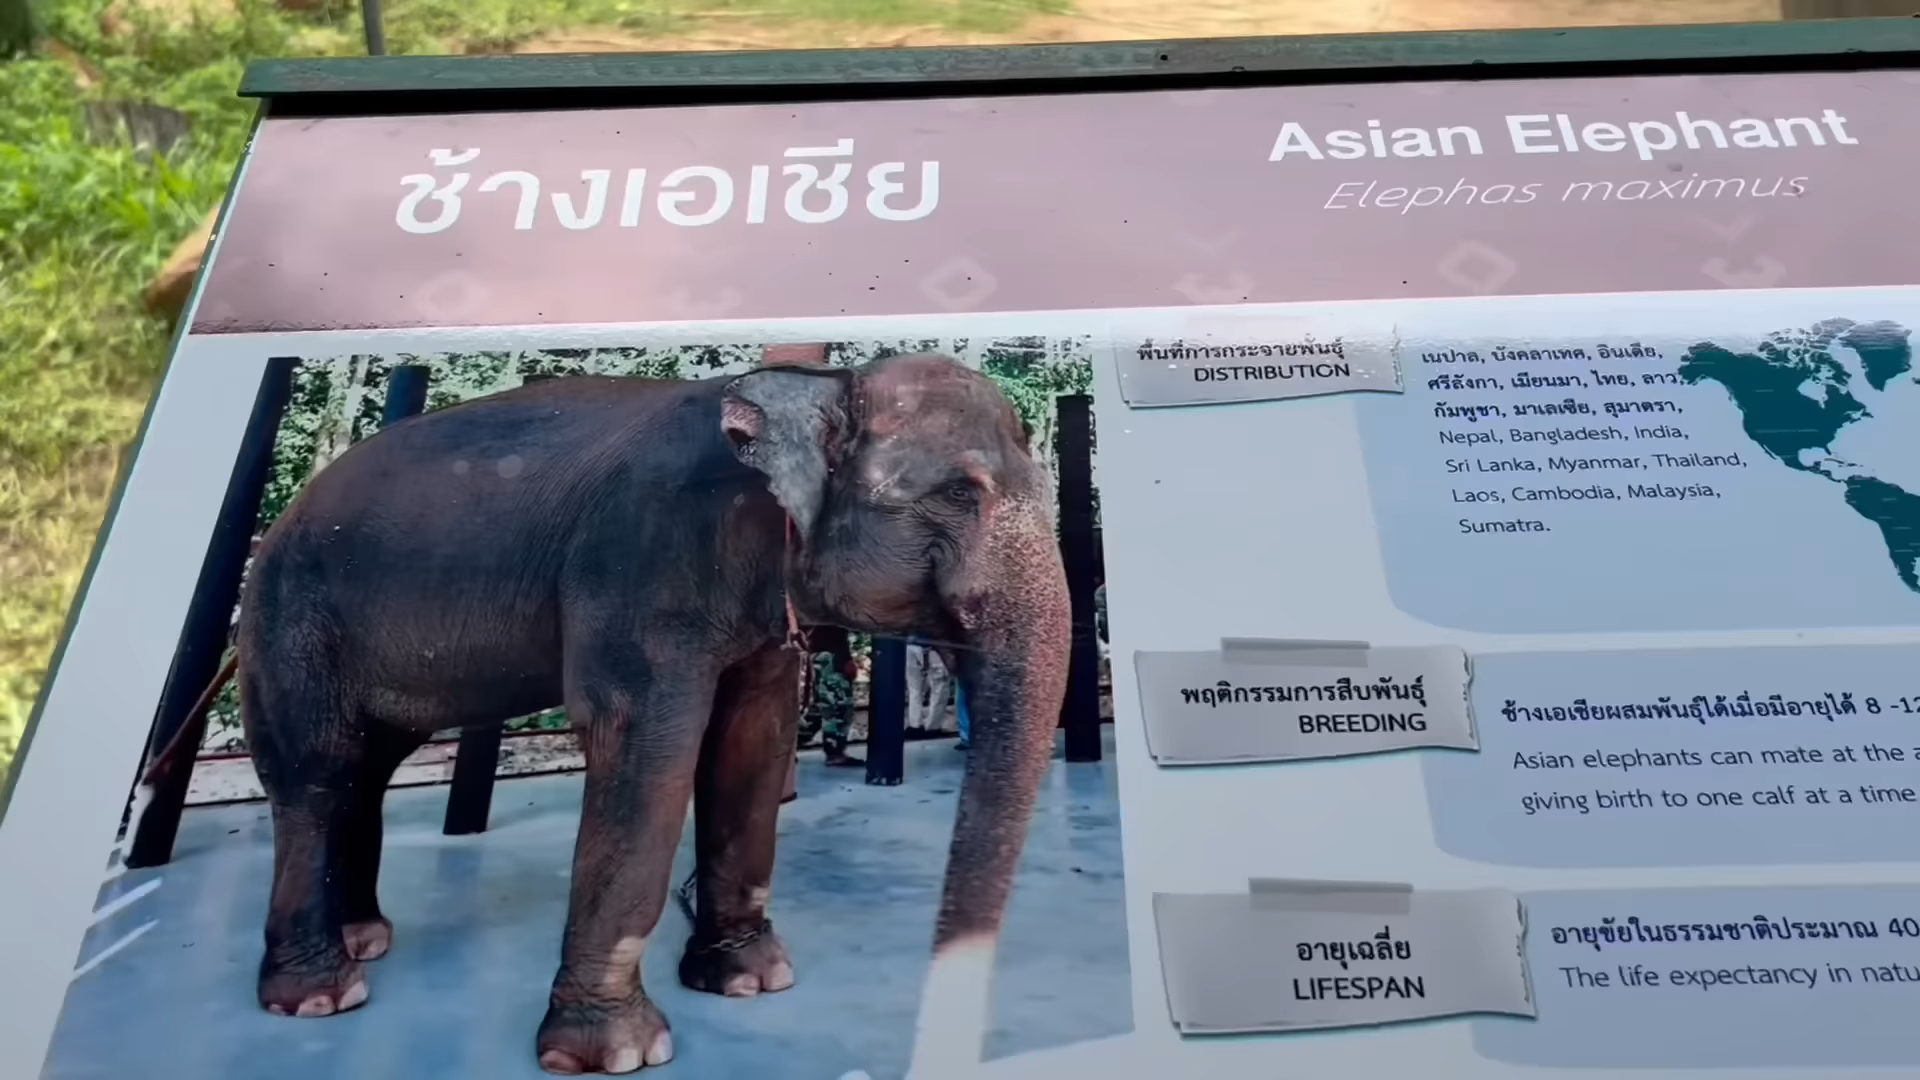 ช้างเอเชีย
Asian Elephant
Elephas maximus
พื้นที่การกระจายพันธุ์
DISTRIBUTION
เนปาล, บังคลาเทศ, อินเดีย,
ศรีลังกา, เมียนมา, ไทย, ลาว,
กัมพูชา, มาเลเซีย, สุมาตรา,
Nepal, Bangladesh, India,
Sri Lanka, Myanmar, Thailand,
Laos, Cambodia, Malaysia,
Sumatra.
พฤติกรรมการสืบพันธุ์
BREEDING
ช้างเอเชียผสมพันธุ์ได้เมื่อมีอายุได้ 8 -12
Asian elephants can mate at the
giving birth to one calf at a time
อายุเฉลี่ย
LIFESPAN
อายุขัยในธรรมชาติประมาณ 40
The life expectancy in natu